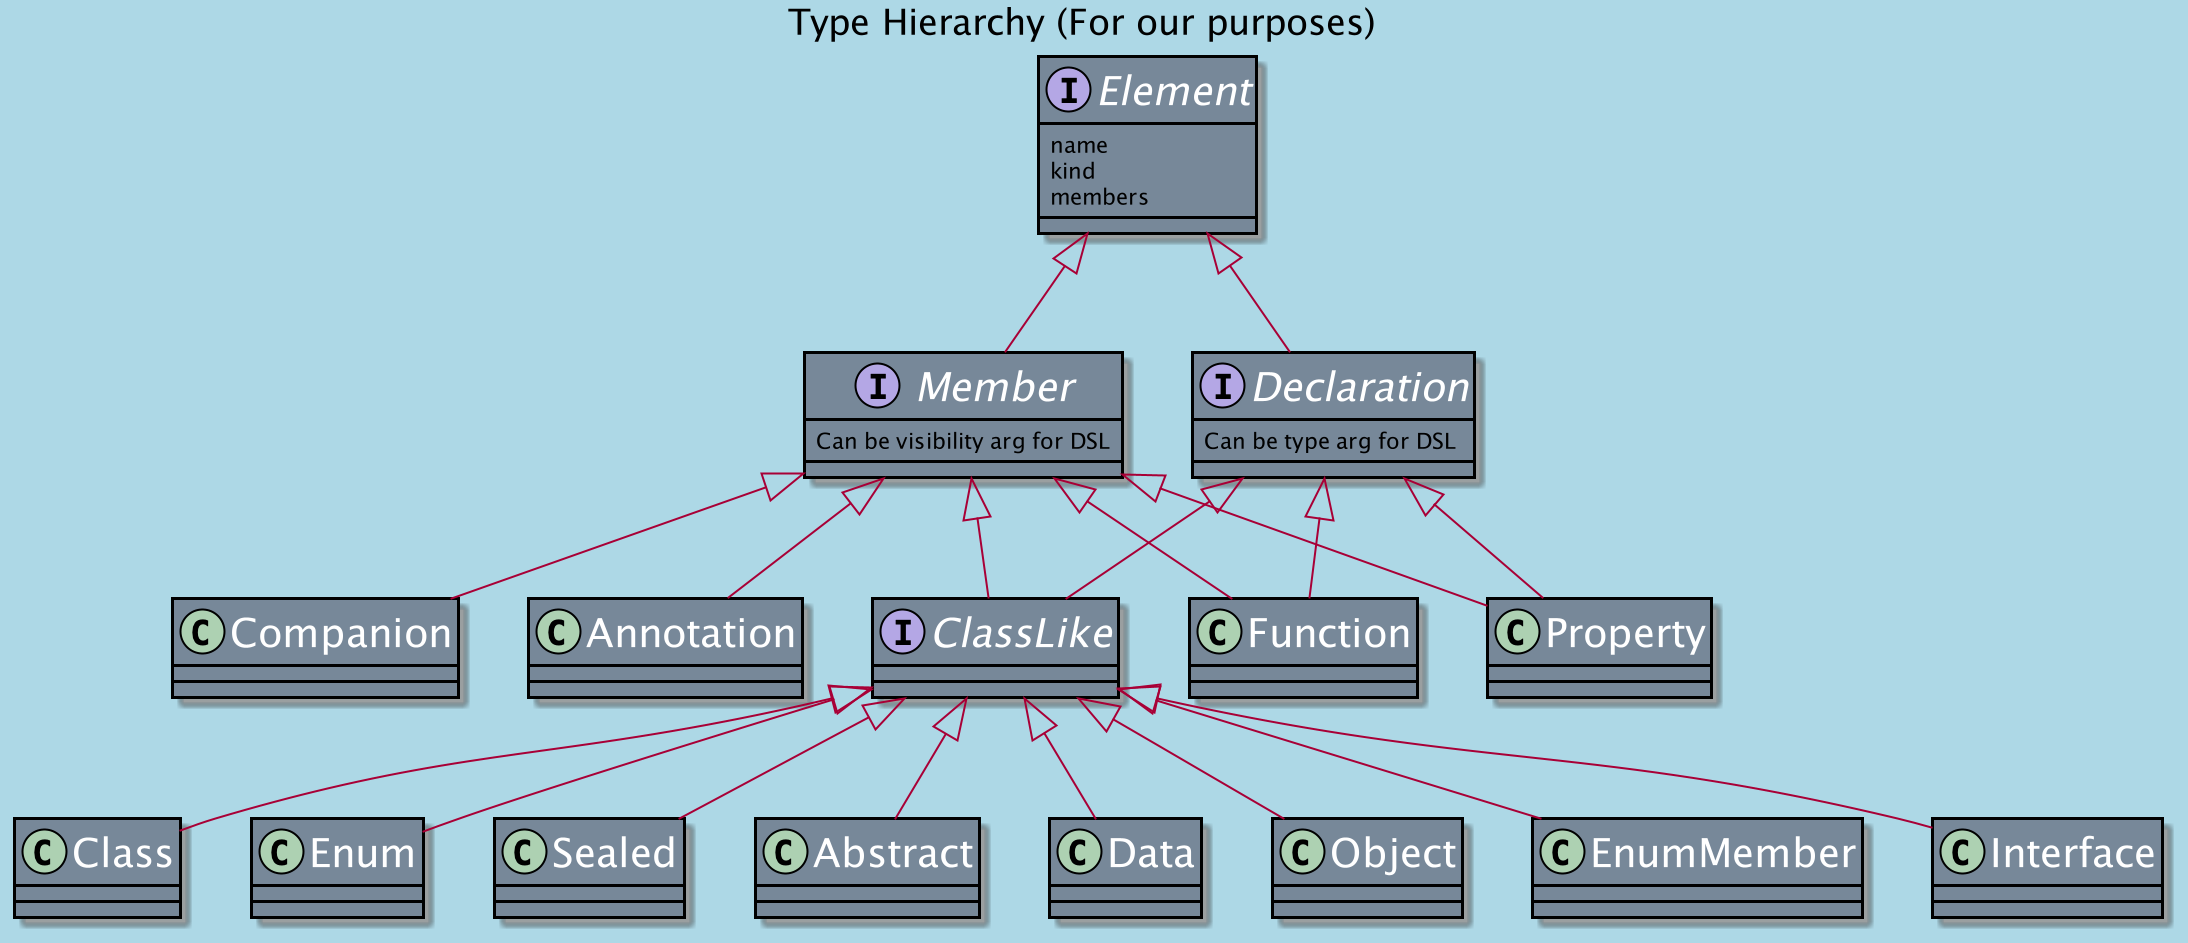 Type Hierarchy (For our purposes)
I Element
name
kind
members
I Member
Can be visibility arg for DSL
I Declaration
Can be type arg for DSL
C Companion
C Annotation
I ClassLike
C Function
C Property
C Class
C Enum
C Sealed
C Abstract
C Data
C Object
C EnumMember
C Interface